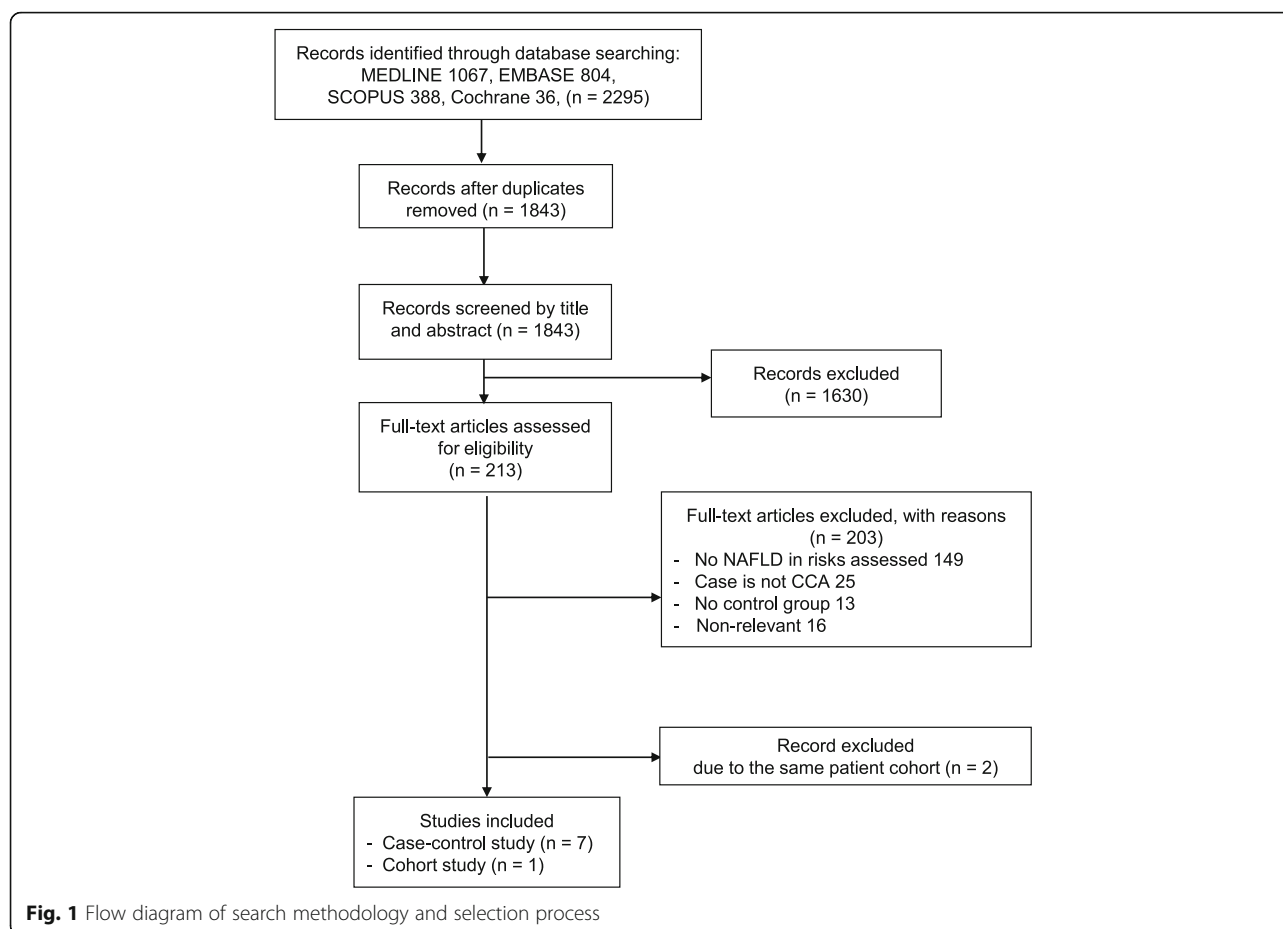 Records identified through database searching:
MEDLINE 1067, EMBASE 804,
SCOPUS 388, Cochrane 36, (n = 2295)
Records after duplicates
removed (n = 1843)
Records screened by title
and abstract (n = 1843)
Records excluded
(n = 1630)
Full-text articles assessed
for eligibility
(n = 213)
Full-text articles excluded, with reasons
(n = 203)
- No NAFLD in risks assessed 149
- Case is not CCA 25
- No control group 13
- Non-relevant 16
Record excluded
due to the same patient cohort (n = 2)
Studies included
- Case-control study (n = 7)
- Cohort study (n = 1)
Fig. 1 Flow diagram of search methodology and selection process